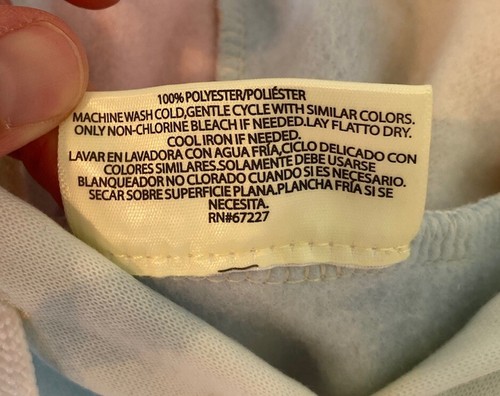 100% POLYESTER/POLIÉSTER
MACHINE WASH COLD,GENTLE CYCLE WITH SIMILAR COLORS.
ONLY NON-CHLORINE BLEACH IF NEEDED.LAY FLAT TO DRY.
COOL IRON IF NEEDED.
LAVAR EN LAVADORA CON AGUA FRÍA,CICLO DELICADO CON
COLORES SIMILARES SOLAMENTE DEBE USARSE
BLANQUEADOR NO CLORADO CUANDO SI ES NECESARIO.
SECAR SOBRE SUPERFICIE PLANA.PLANCHA FRÍA SI SE
NECESITA.
RN#67227